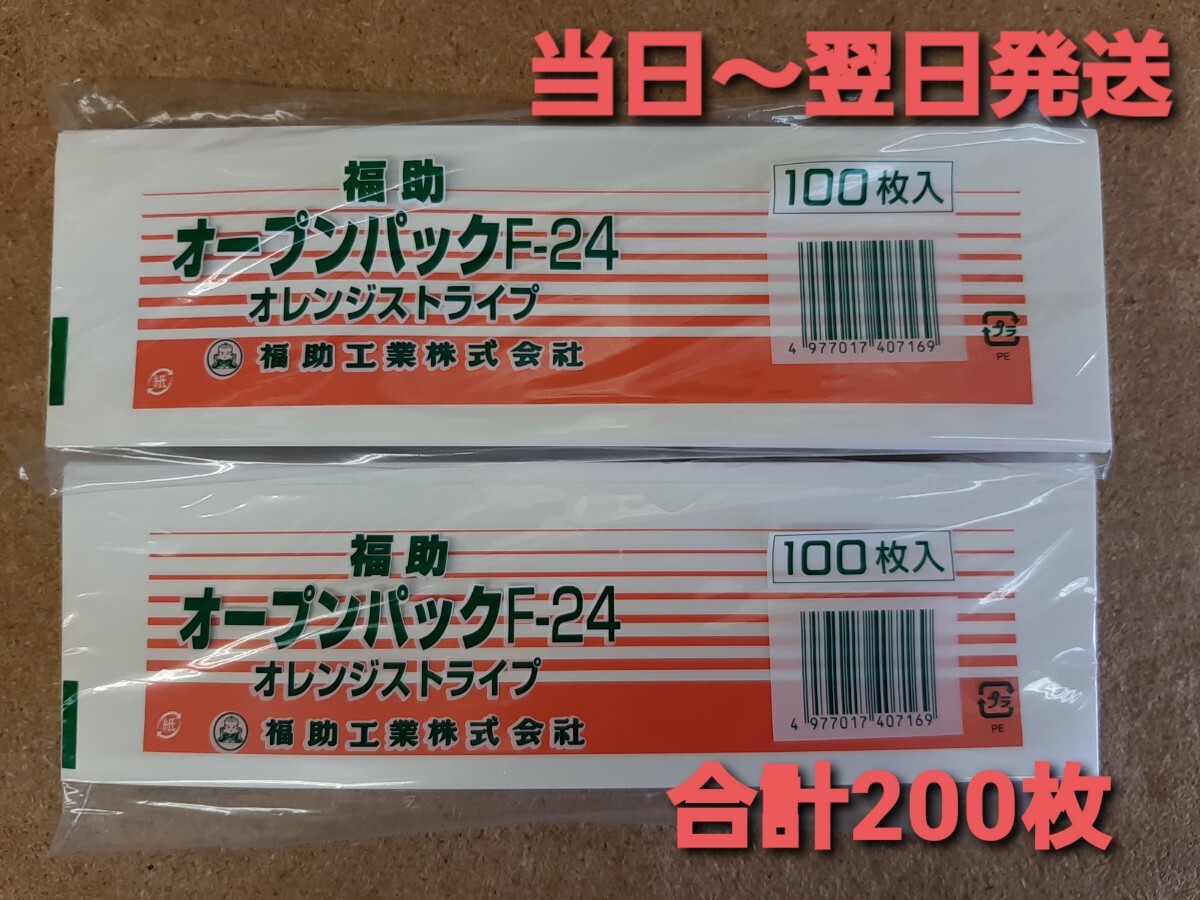 当日～翌日発送
福助
100枚入
オープンパックF-24
オレンジストライプ
福助工業株式会社
紙
4 977017 407169
プラ
PE
福助
100枚入
オープンパックF-24
オレンジストライプ
福助工業株式会社
紙
4 977017 407169
プラ
PE
合計200枚